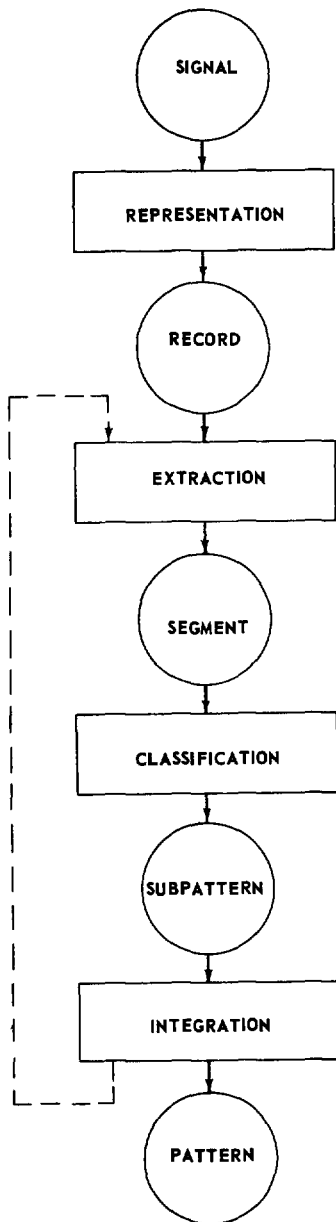 SIGNAL
REPRESENTATION
RECORD
EXTRACTION
SEGMENT
CLASSIFICATION
SUBPATTERN
INTEGRATION
PATTERN